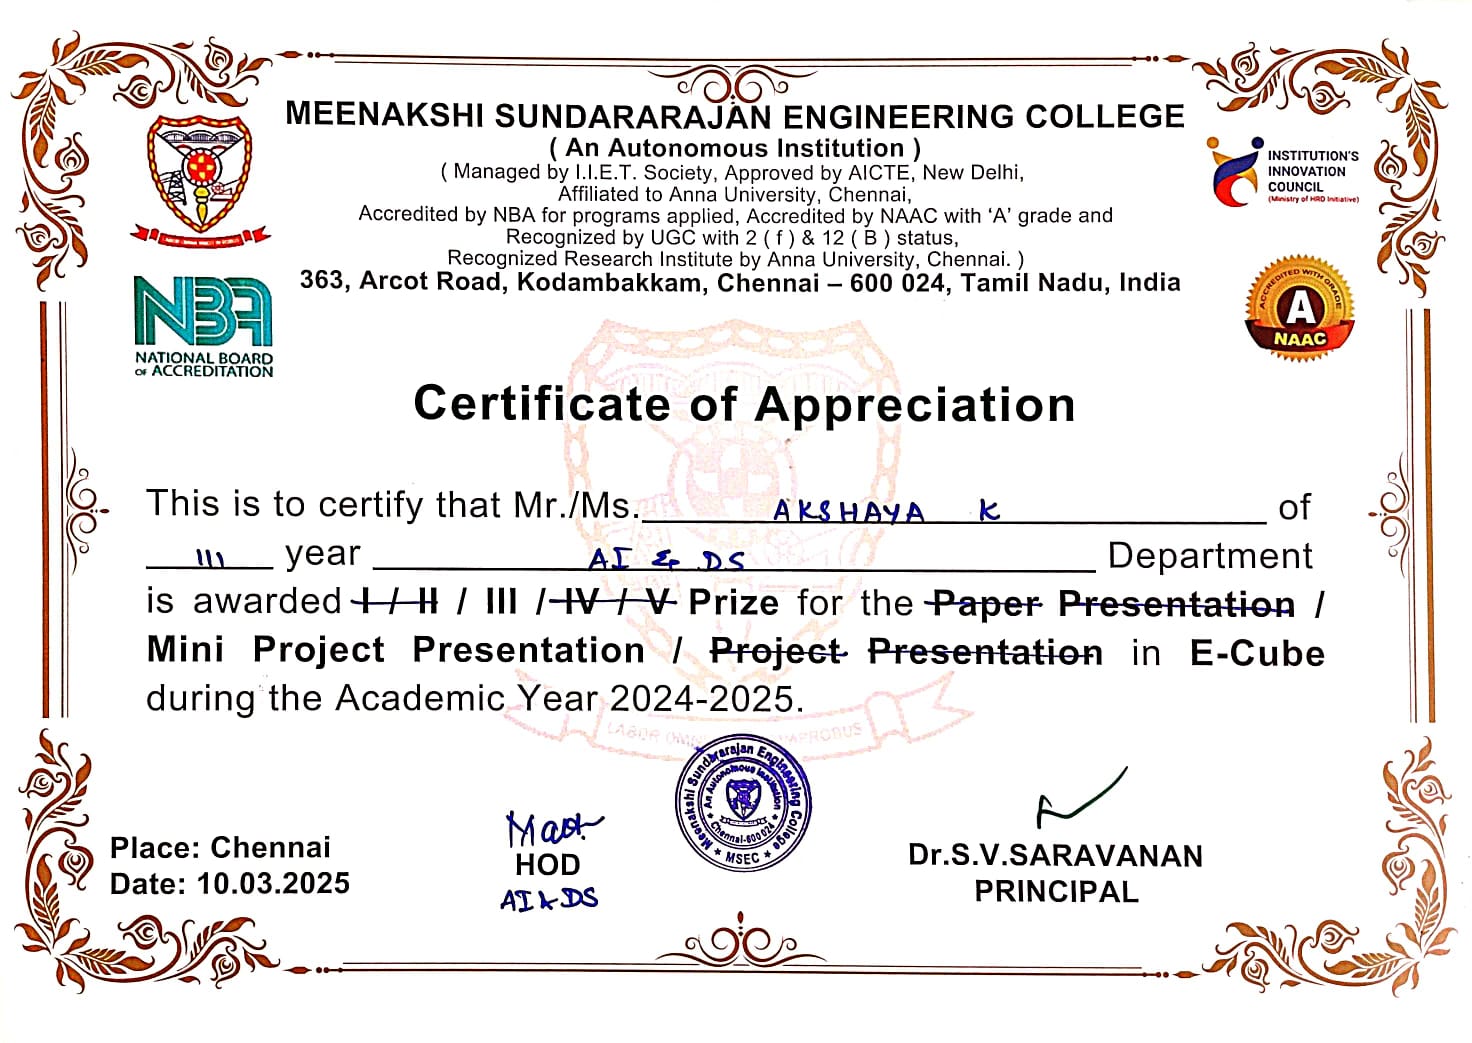 MEENAKSHI SUNDARARAJAN ENGINEERING COLLEGE
( An Autonomous Institution )
( Managed by I.I.E.T. Society, Approved by AICTE, New Delhi,
Affiliated to Anna University, Chennai,
Accredited by NBA for programs applied, Accredited by NAAC with ‘A’ grade and
Recognized by UGC with 2 ( f ) & 12 ( B ) status,
Recognized Research Institute by Anna University, Chennai. )
363, Arcot Road, Kodambakkam, Chennai – 600 024, Tamil Nadu, India
NBA
NATIONAL BOARD
OF ACCREDITATION
INSTITUTION'S
INNOVATION
COUNCIL
(Ministry of HRD Initiative)
ACCREDITED WITH GRADE
A
NAAC
Certificate of Appreciation
This is to certify that Mr./Ms. AKSHAYA K of
III year AI & DS Department
is awarded I / II / III / IV / V Prize for the Paper Presentation /
Mini Project Presentation / Project Presentation in E-Cube
during the Academic Year 2024-2025.
LABOR OMNIA PROBUS
Meenakshi Sundararajan Engineering College
An Autonomous Institution
Chennai-600024
★ MSEC ★
Place: Chennai
Date: 10.03.2025
HOD
AI & DS
Dr.S.V.SARAVANAN
PRINCIPAL